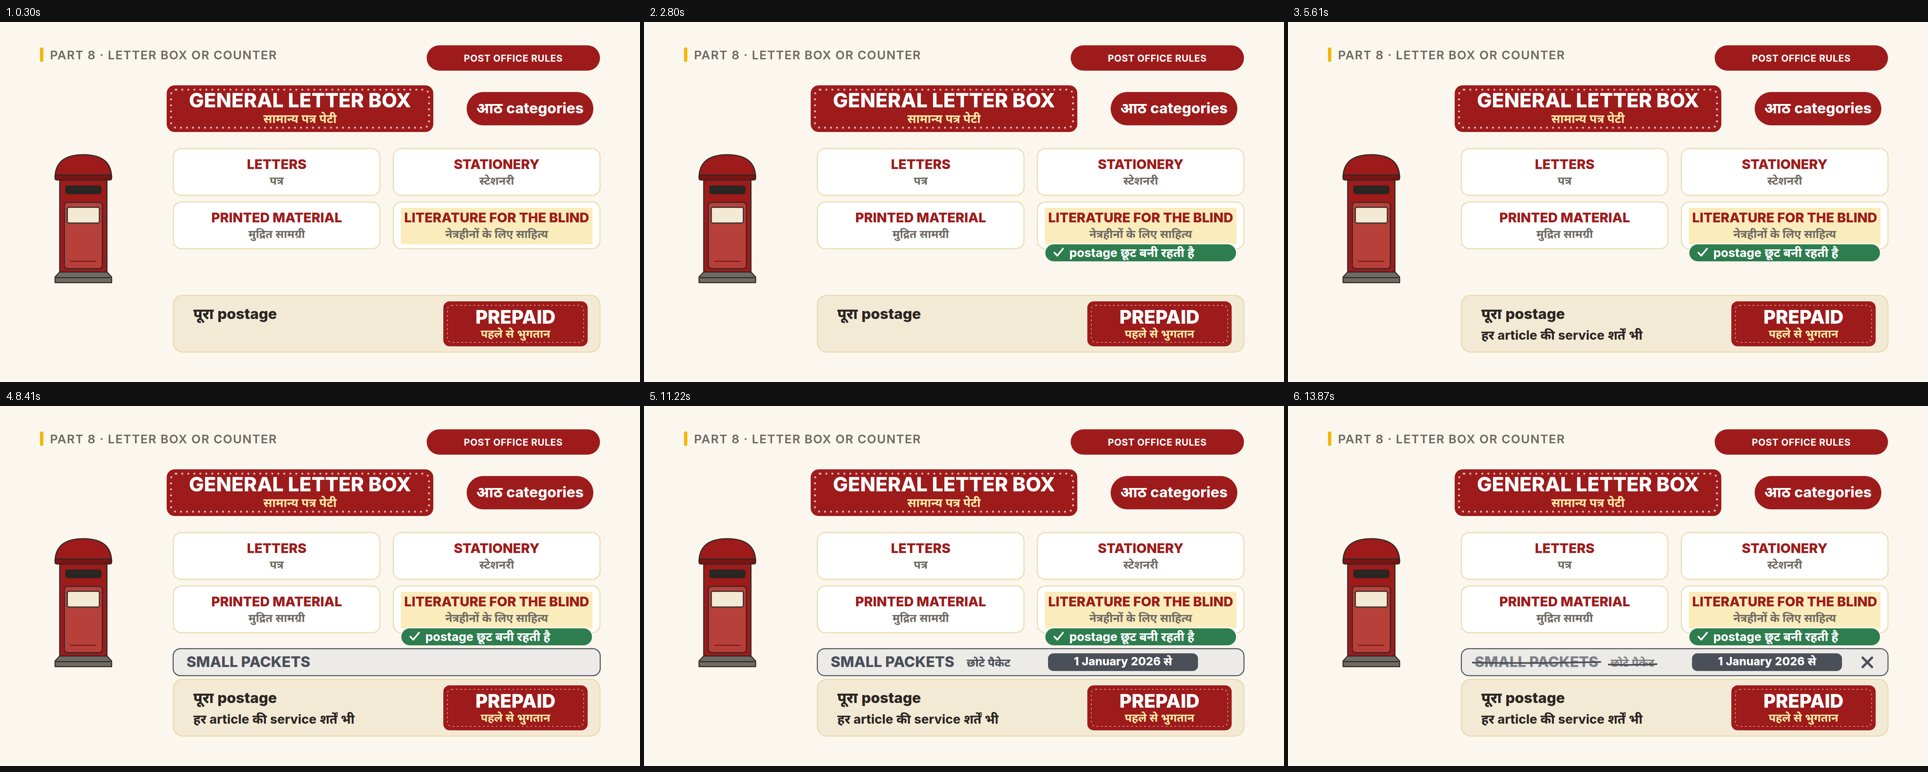 1. 0.30s
PART 8 · LETTER BOX OR COUNTER
POST OFFICE RULES
GENERAL LETTER BOX
सामान्य पत्र पेटी
आठ categories
LETTERS
पत्र
STATIONERY
स्टेशनरी
PRINTED MATERIAL
मुद्रित सामग्री
LITERATURE FOR THE BLIND
नेत्रहीनों के लिए साहित्य
पूरा postage
PREPAID
पहले से भुगतान
2. 2.80s
PART 8 · LETTER BOX OR COUNTER
POST OFFICE RULES
GENERAL LETTER BOX
सामान्य पत्र पेटी
आठ categories
LETTERS
पत्र
STATIONERY
स्टेशनरी
PRINTED MATERIAL
मुद्रित सामग्री
LITERATURE FOR THE BLIND
नेत्रहीनों के लिए साहित्य
✓ postage छूट बनी रहती है
पूरा postage
PREPAID
पहले से भुगतान
3. 5.61s
PART 8 · LETTER BOX OR COUNTER
POST OFFICE RULES
GENERAL LETTER BOX
सामान्य पत्र पेटी
आठ categories
LETTERS
पत्र
STATIONERY
स्टेशनरी
PRINTED MATERIAL
मुद्रित सामग्री
LITERATURE FOR THE BLIND
नेत्रहीनों के लिए साहित्य
✓ postage छूट बनी रहती है
पूरा postage
हर article की service शर्तें भी
PREPAID
पहले से भुगतान
4. 8.41s
PART 8 · LETTER BOX OR COUNTER
POST OFFICE RULES
GENERAL LETTER BOX
सामान्य पत्र पेटी
आठ categories
LETTERS
पत्र
STATIONERY
स्टेशनरी
PRINTED MATERIAL
मुद्रित सामग्री
LITERATURE FOR THE BLIND
नेत्रहीनों के लिए साहित्य
✓ postage छूट बनी रहती है
SMALL PACKETS
पूरा postage
हर article की service शर्तें भी
PREPAID
पहले से भुगतान
5. 11.22s
PART 8 · LETTER BOX OR COUNTER
POST OFFICE RULES
GENERAL LETTER BOX
सामान्य पत्र पेटी
आठ categories
LETTERS
पत्र
STATIONERY
स्टेशनरी
PRINTED MATERIAL
मुद्रित सामग्री
LITERATURE FOR THE BLIND
नेत्रहीनों के लिए साहित्य
✓ postage छूट बनी रहती है
SMALL PACKETS छोटे पैकेट 1 January 2026 से
पूरा postage
हर article की service शर्तें भी
PREPAID
पहले से भुगतान
6. 13.87s
PART 8 · LETTER BOX OR COUNTER
POST OFFICE RULES
GENERAL LETTER BOX
सामान्य पत्र पेटी
आठ categories
LETTERS
पत्र
STATIONERY
स्टेशनरी
PRINTED MATERIAL
मुद्रित सामग्री
LITERATURE FOR THE BLIND
नेत्रहीनों के लिए साहित्य
✓ postage छूट बनी रहती है
SMALL PACKETS छोटे पैकेट 1 January 2026 से ✕
पूरा postage
हर article की service शर्तें भी
PREPAID
पहले से भुगतान